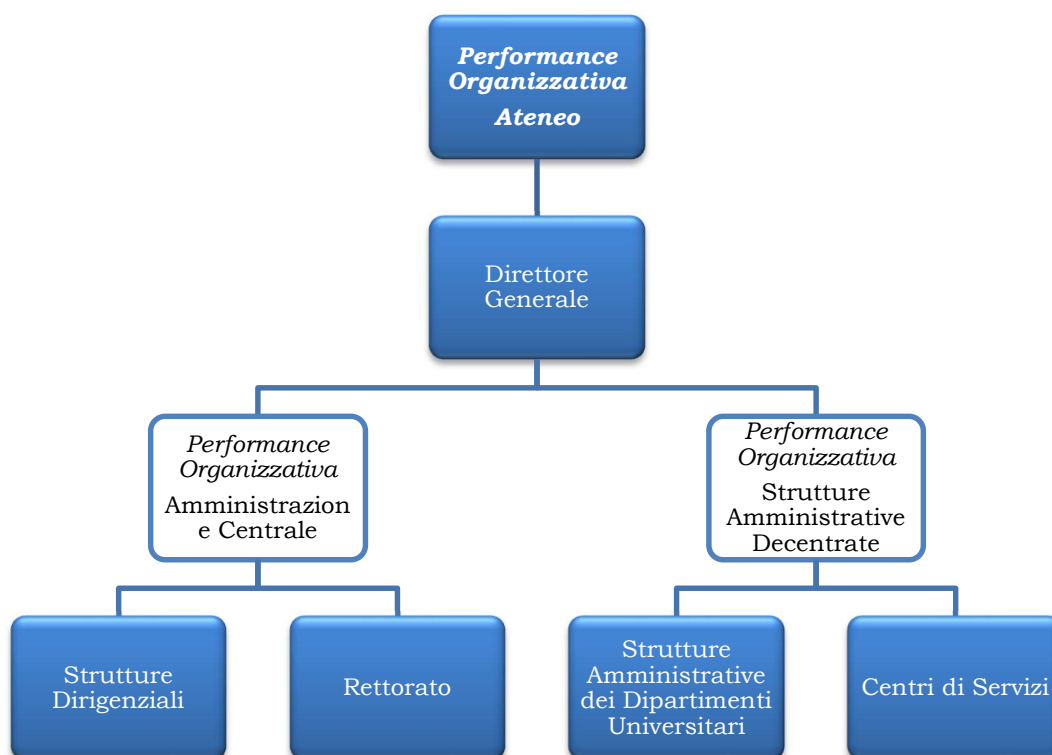 Performance
Organizzativa
Ateneo
Direttore
Generale
Performance
Organizzativa
Amministrazion
e Centrale
Performance
Organizzativa
Strutture
Amministrative
Decentrate
Strutture
Dirigenziali
Rettorato
Strutture
Amministrative
dei Dipartimenti
Universitari
Centri di Servizi